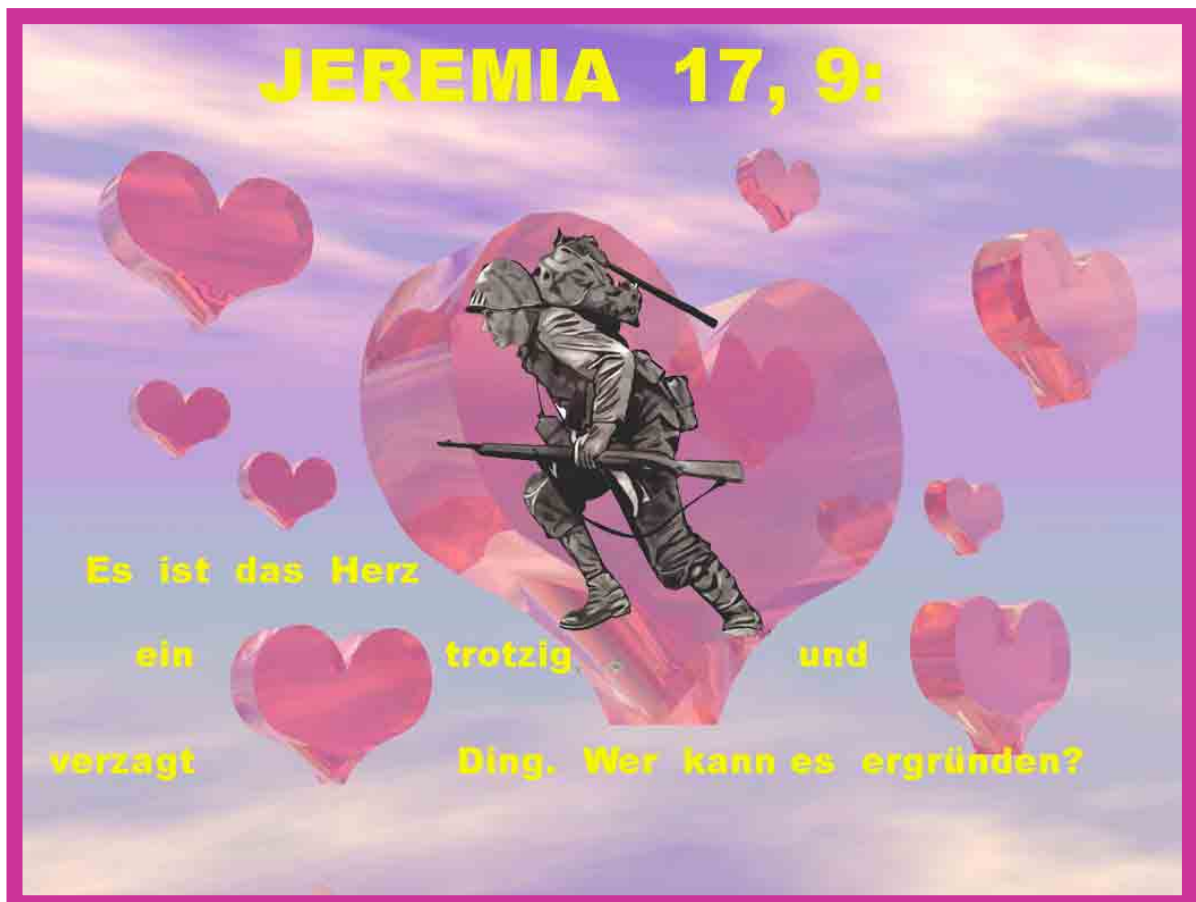 JEREMIA 17, 9:
Es ist das Herz
ein trotzig und
verzagt Ding. Wer kann es ergründen?